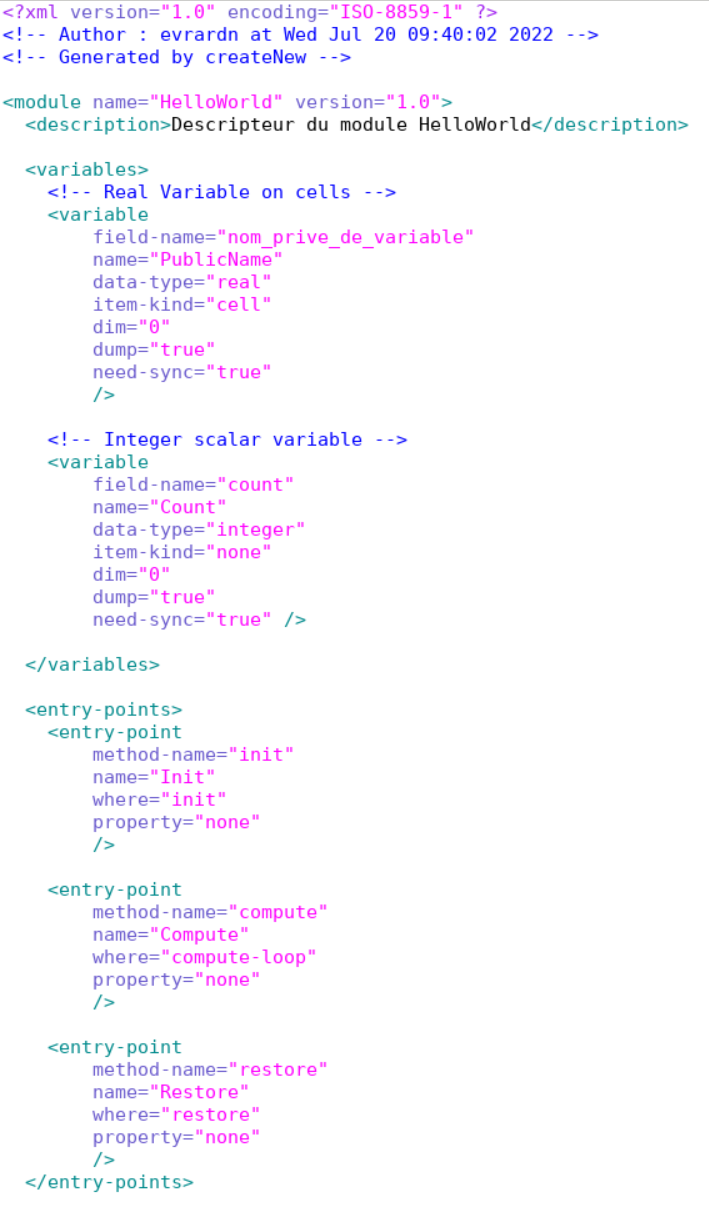 <?xml version="1.0" encoding="ISO-8859-1" ?>
<!-- Author : evrardn at Wed Jul 20 09:40:02 2022 -->
<!-- Generated by createNew -->
<module name="HelloWorld" version="1.0">
<description>Descripteur du module HelloWorld</description>
<variables>
<!-- Real Variable on cells -->
<variable
field-name="nom_prive_de_variable"
name="PublicName"
data-type="real"
item-kind="cell"
dim="0"
dump="true"
need-sync="true"
/>
<!-- Integer scalar variable -->
<variable
field-name="count"
name="Count"
data-type="integer"
item-kind="none"
dim="0"
dump="true"
need-sync="true" />
</variables>
<entry-points>
<entry-point
method-name="init"
name="Init"
where="init"
property="none"
/>
<entry-point
method-name="compute"
name="Compute"
where="compute-loop"
property="none"
/>
<entry-point
method-name="restore"
name="Restore"
where="restore"
property="none"
/>
</entry-points>